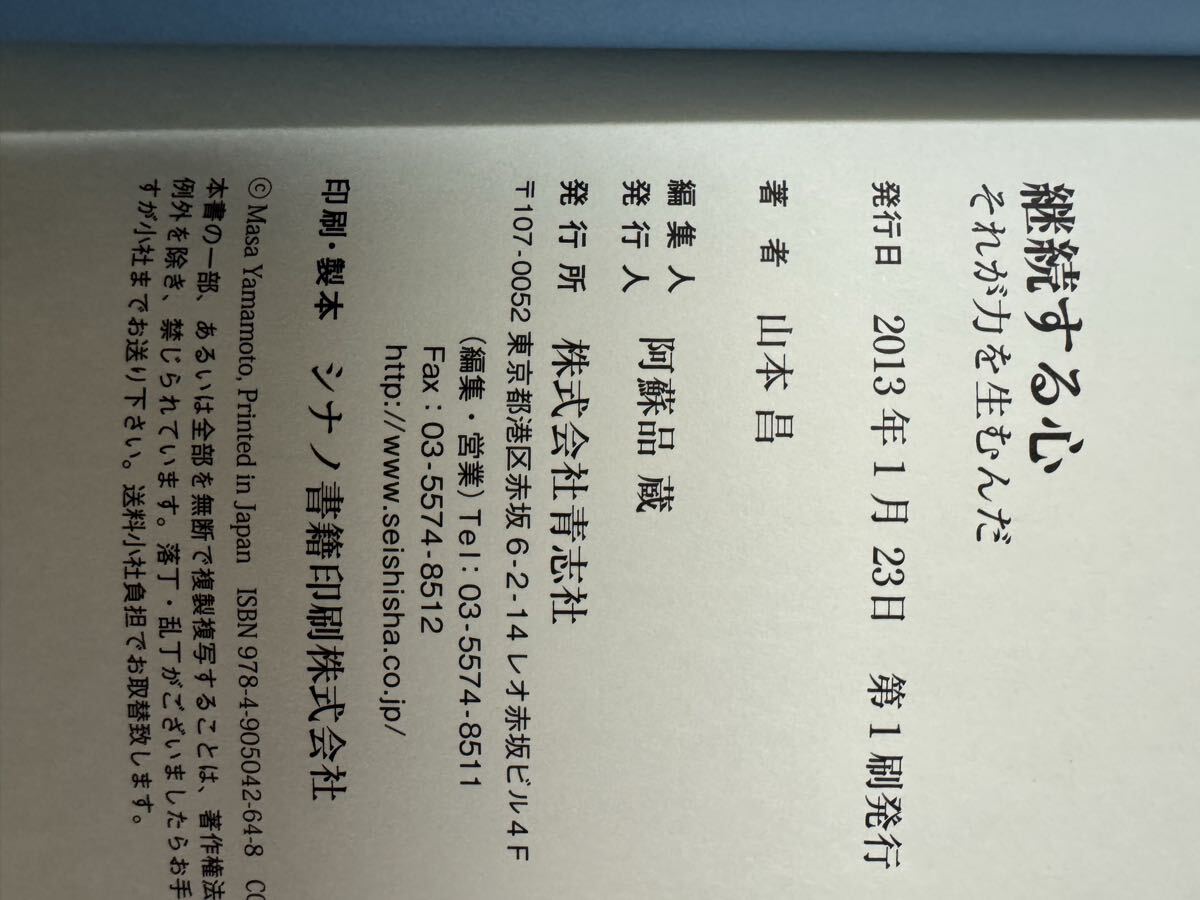 継続する心
それが力を生むんだ
発行日　2013年1月23日　第1刷発行
著　者　山本 昌
編集人
発行人　阿蘇品 蔵
発行所　株式会社青志社
〒107-0052 東京都港区赤坂6-2-14レオ赤坂ビル4F
(編集・営業) Tel：03-5574-8511
Fax：03-5574-8512
http://www.seishisha.co.jp/
印刷・製本　シナノ書籍印刷株式会社
© Masa Yamamoto, Printed in Japan　ISBN 978-4-905042-64-8
本書の一部、あるいは全部を無断で複製複写することは、著作権法
例外を除き、禁じられています。落丁・乱丁がございましたらお手
すが小社までお送り下さい。送料小社負担でお取替致します。